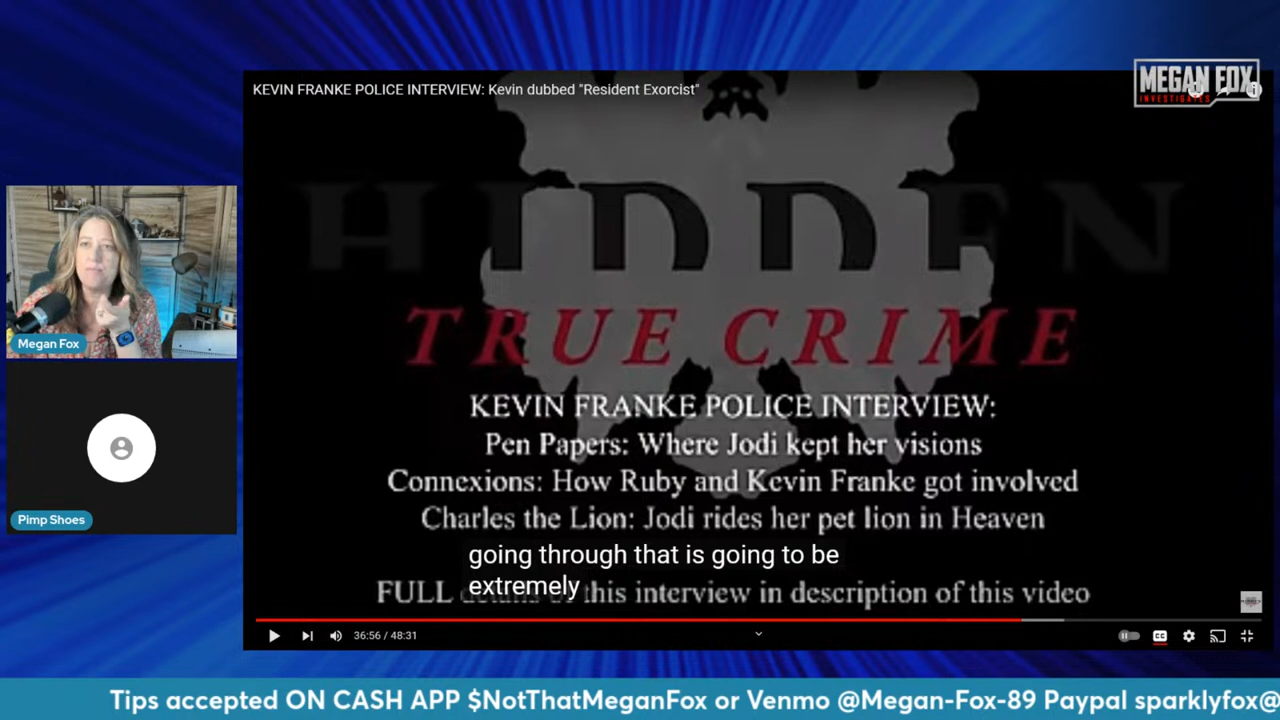 KEVIN FRANKE POLICE INTERVIEW: Kevin dubbed "Resident Exorcist"
MEGAN FOX
INVESTIGATES
HIDDEN
TRUE CRIME
KEVIN FRANKE POLICE INTERVIEW:
Pen Papers: Where Jodi kept her visions
Connexions: How Ruby and Kevin Franke got involved
Charles the Lion: Jodi rides her pet lion in Heaven
going through that is going to be
extremely
FULL details of this interview in description of this video
36:56 / 48:31
CC
Megan Fox
Pimp Shoes
Tips accepted ON CASH APP $NotThatMeganFox or Venmo @Megan-Fox-89 Paypal sparklyfox@